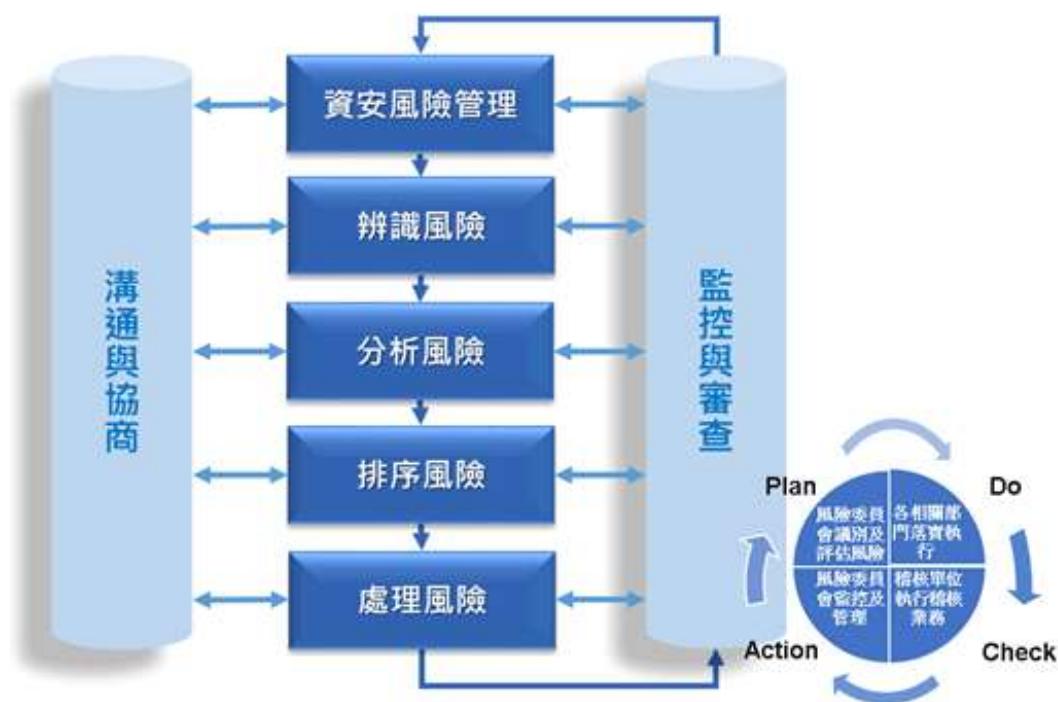 資安風險管理
辨識風險
分析風險
排序風險
處理風險
溝通與協商
監控與審查
Plan
Do
風險委員
會議別及
評估風險
各相關部
門落實執
行
風險委員
會監控及
管理
稽核單位
執行稽核
業務
Action
Check